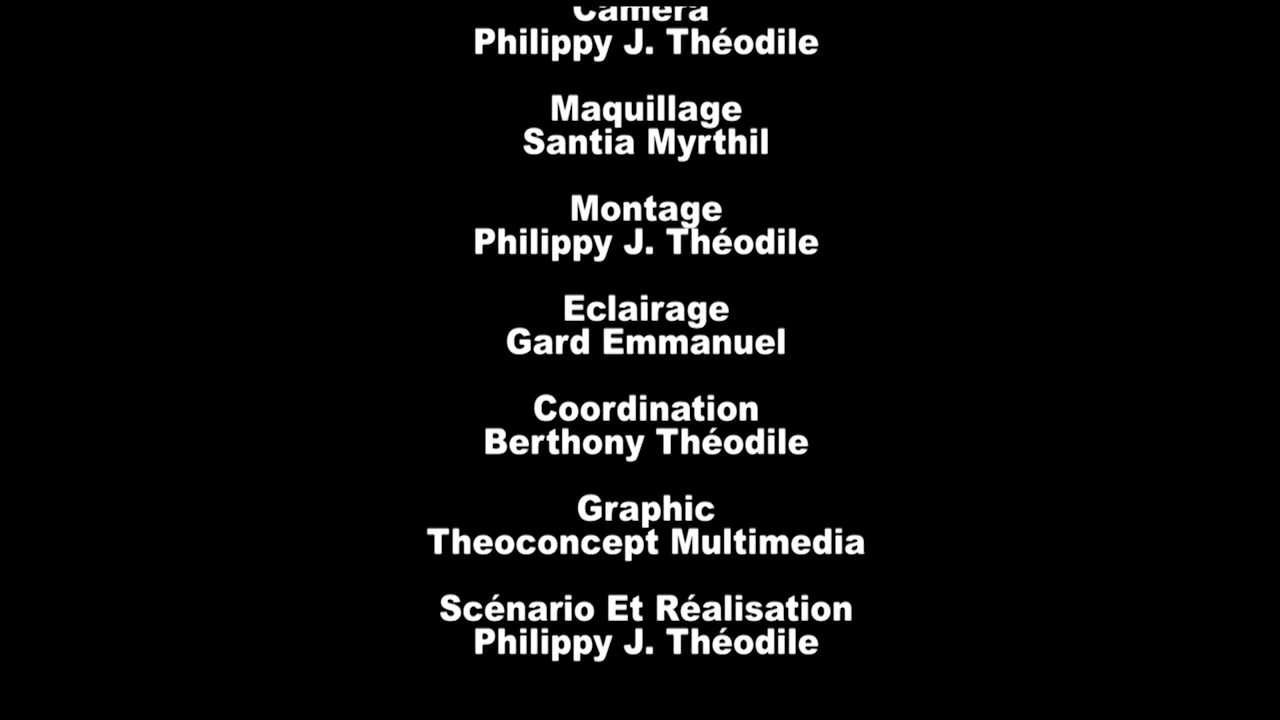 Camera
Philippy J. Théodile
Maquillage
Santia Myrthil
Montage
Philippy J. Théodile
Eclairage
Gard Emmanuel
Coordination
Berthony Théodile
Graphic
Theoconcept Multimedia
Scénario Et Réalisation
Philippy J. Théodile